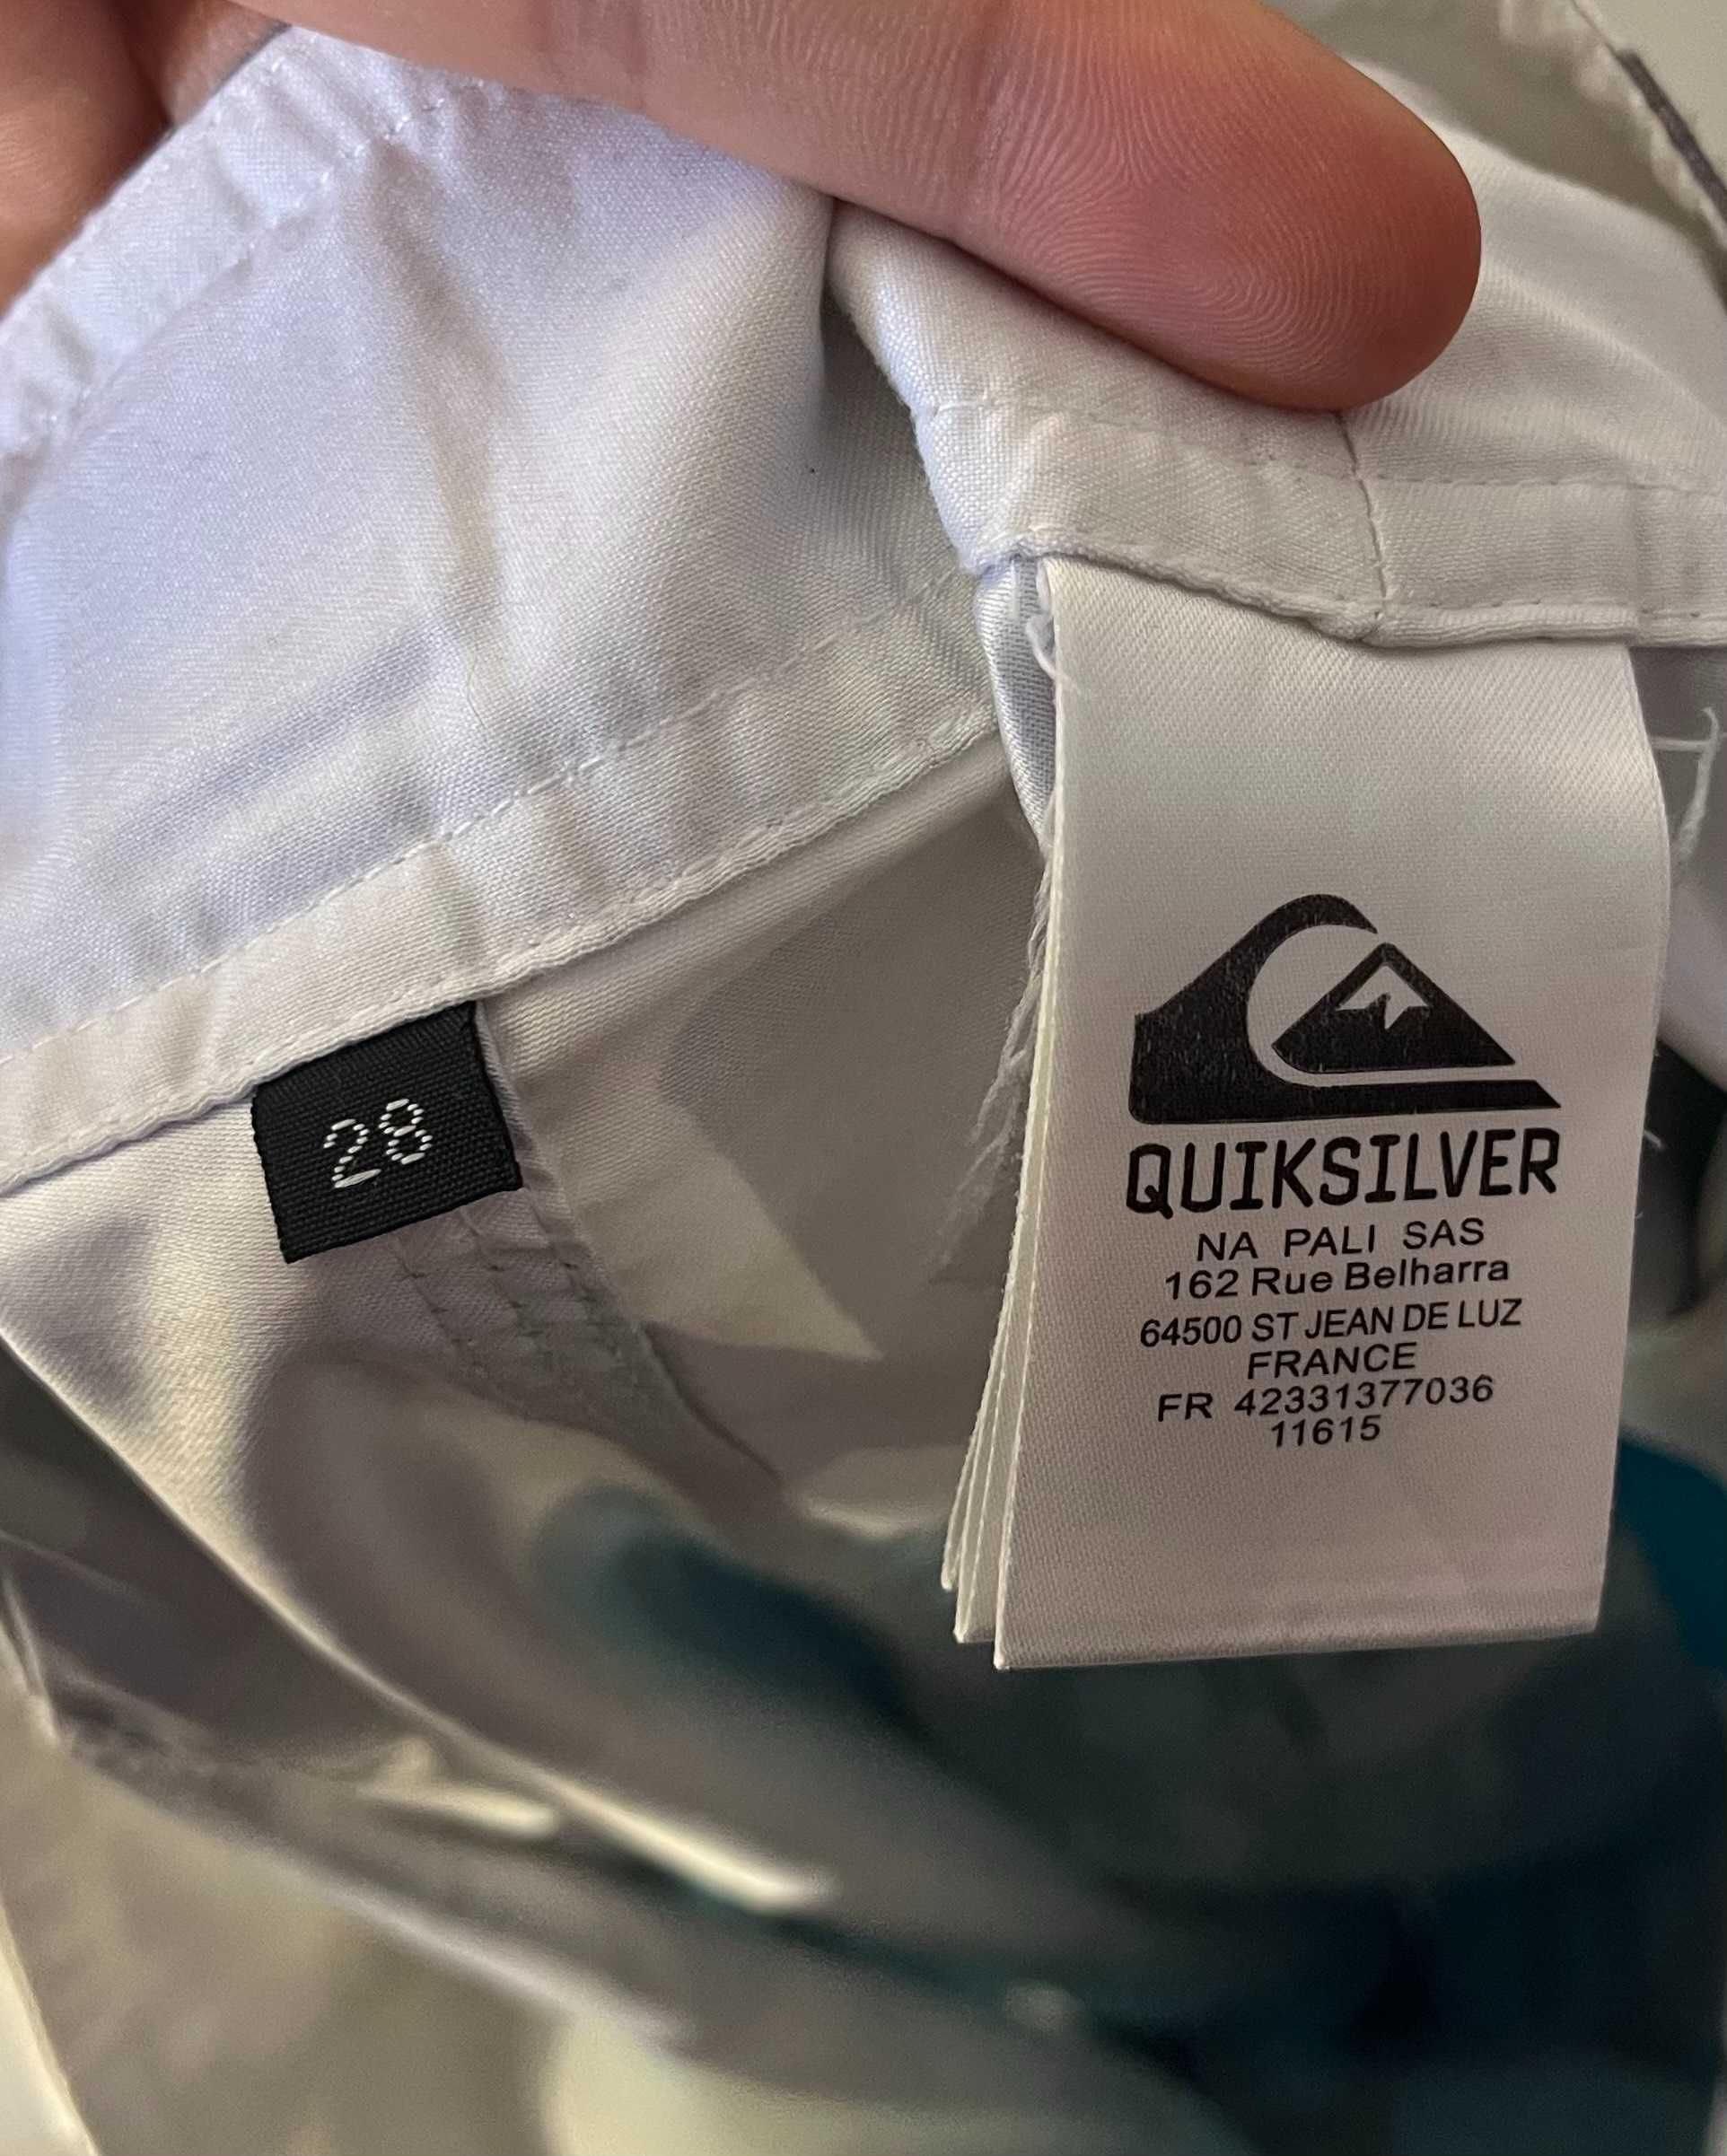 28
QUIKSILVER
NA PALI SAS
162 Rue Belharra
64500 ST JEAN DE LUZ
FRANCE
FR 42331377036
11615